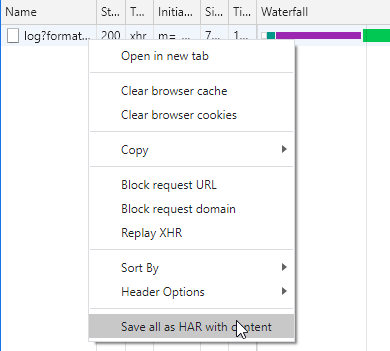 Name St... T... Initia... Si... Ti... Waterfall
log?format... 200 xhr m=_ 7... 1...
Open in new tab
Clear browser cache
Clear browser cookies
Copy
Block request URL
Block request domain
Replay XHR
Sort By
Header Options
Save all as HAR with content